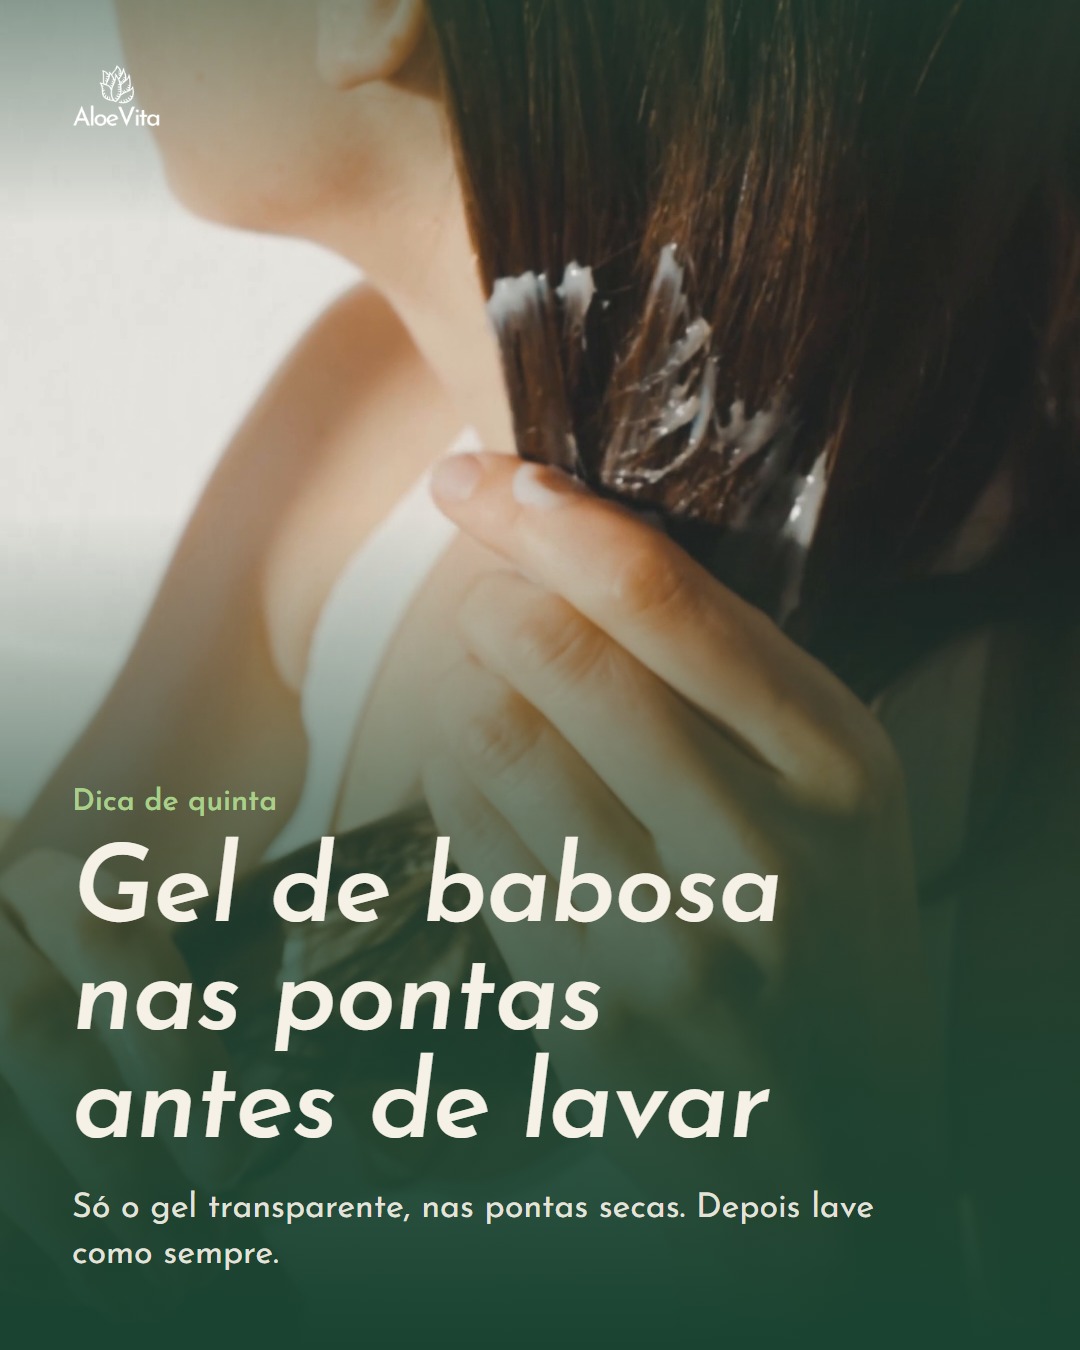 AloeVita
Dica de quinta
Gel de babosa
nas pontas
antes de lavar
Só o gel transparente, nas pontas secas. Depois lave
como sempre.